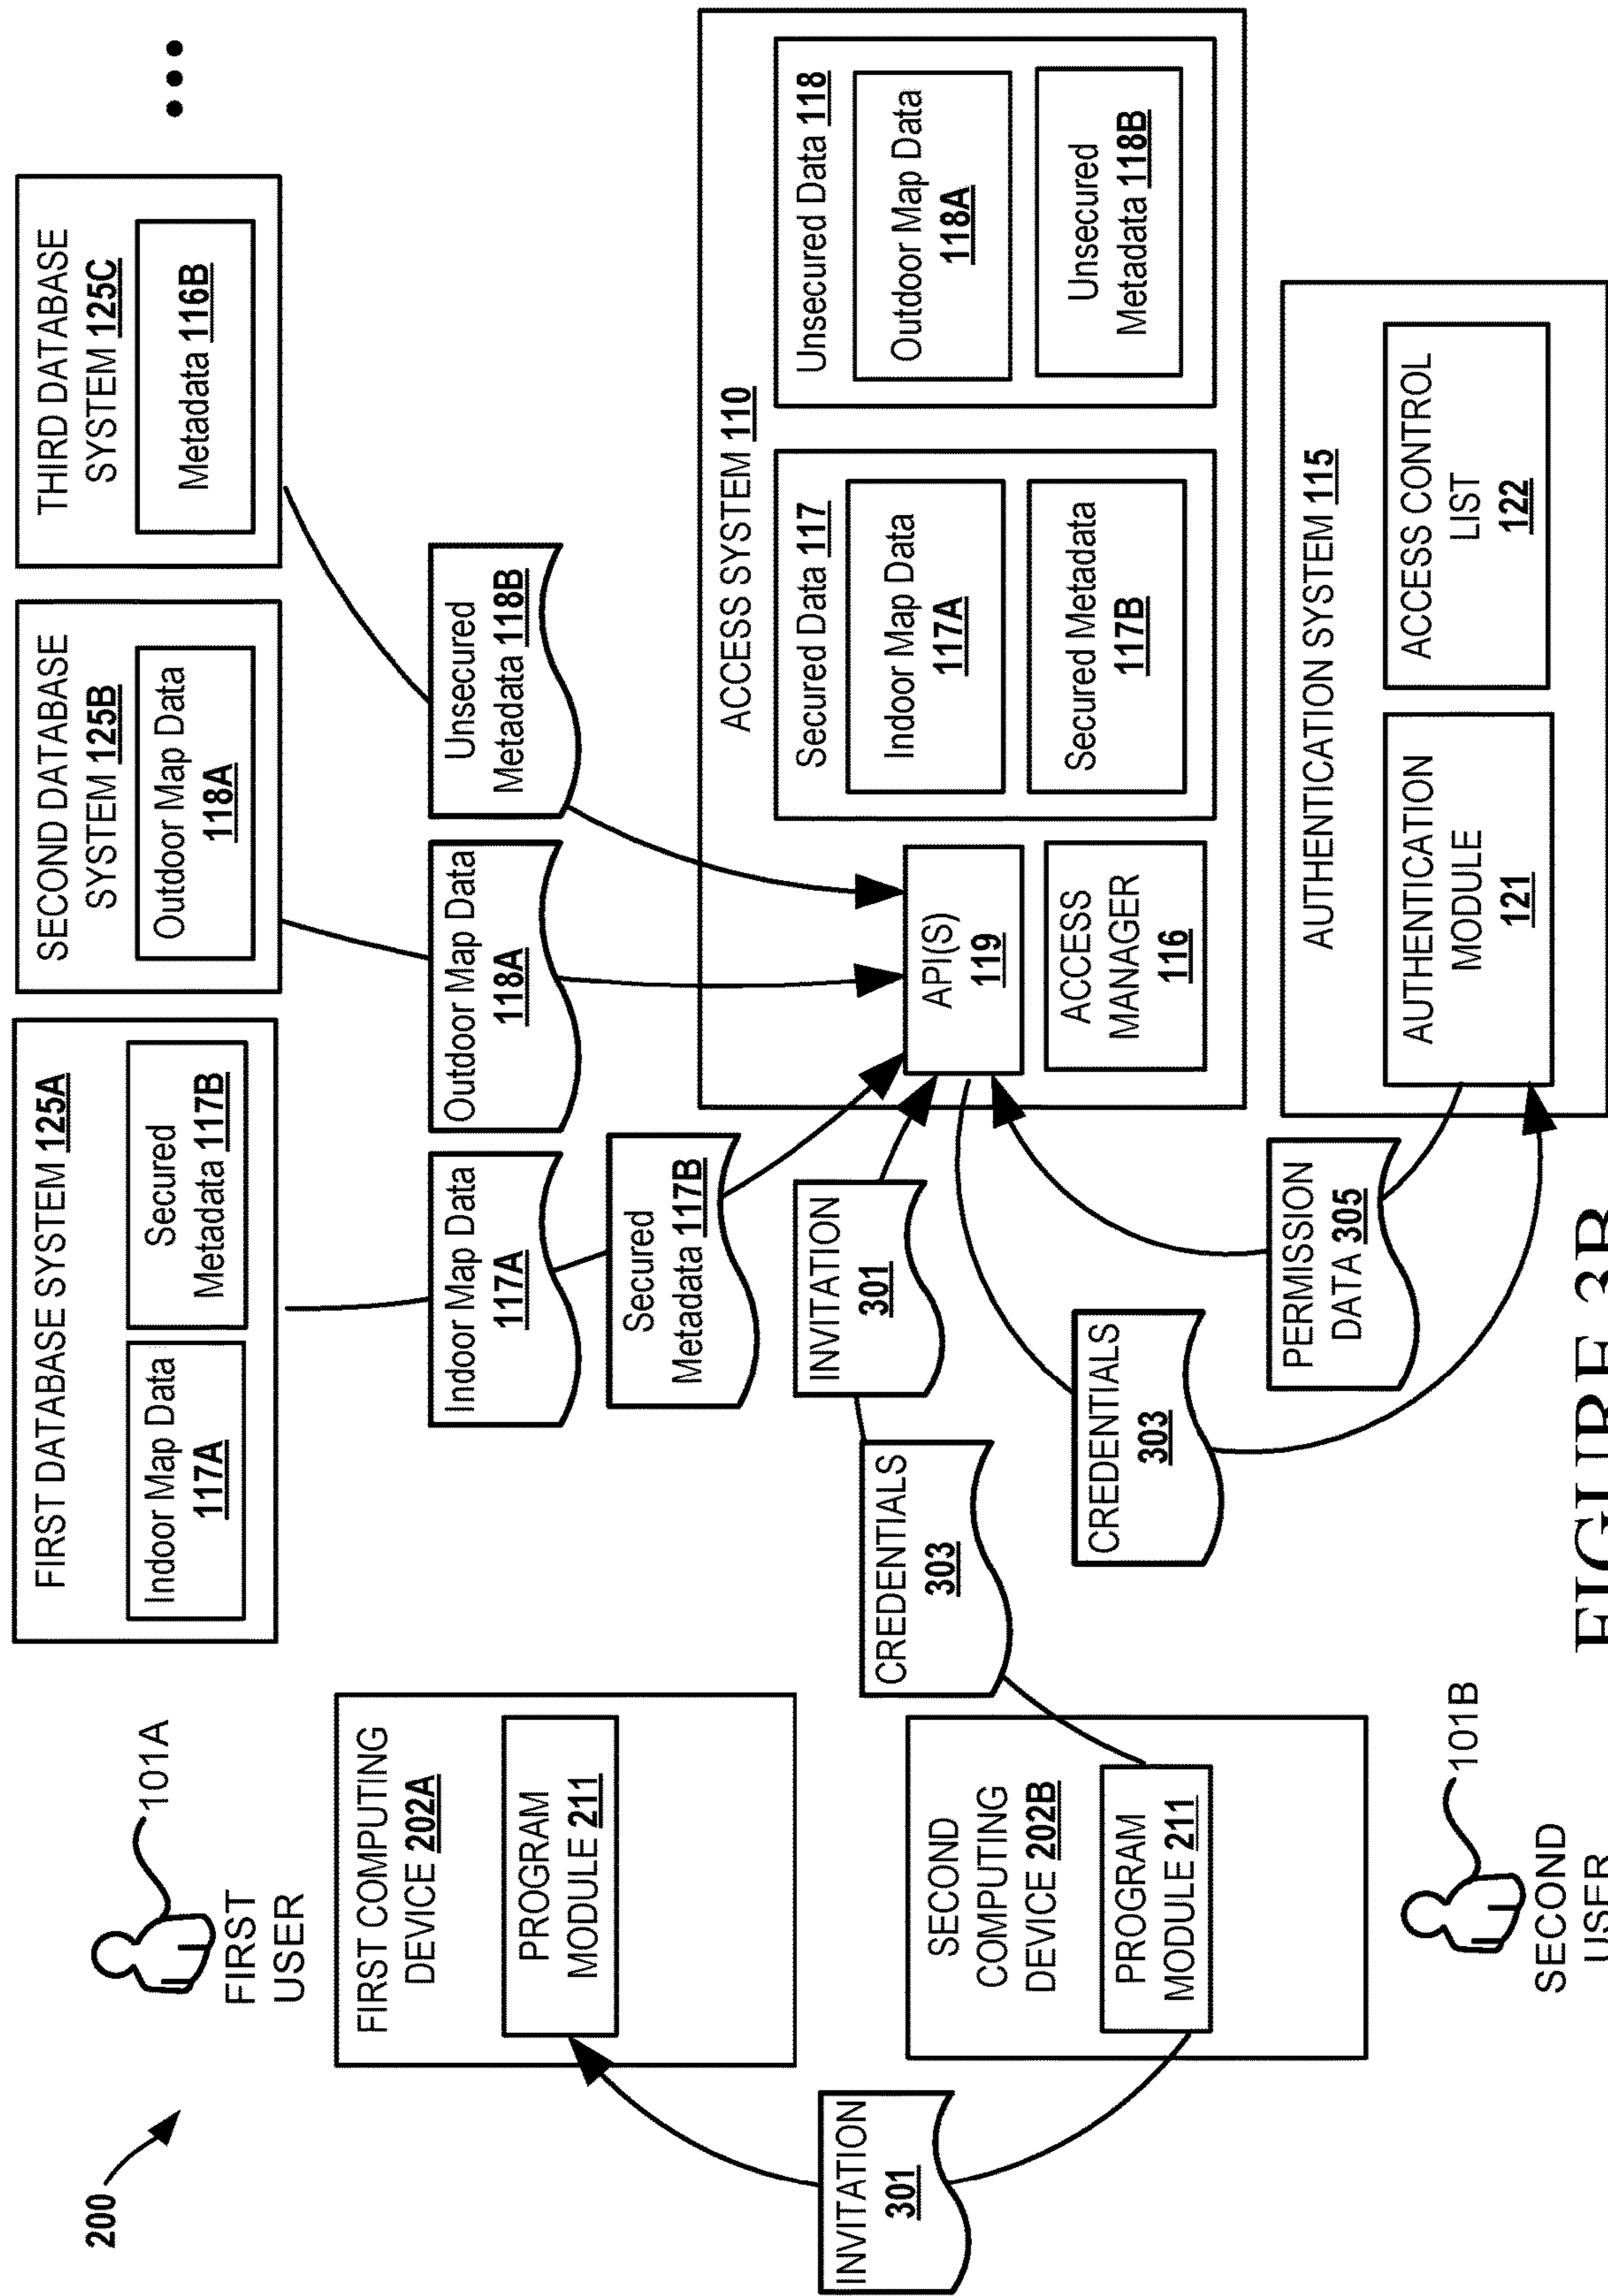 200
101A
FIRST
USER
FIRST COMPUTING
DEVICE 202A
PROGRAM
MODULE 211
INVITATION
301
SECOND
COMPUTING
DEVICE 202B
PROGRAM
MODULE 211
101B
SECOND
USER
FIRST DATABASE SYSTEM 125A
Indoor Map Data
117A
Secured
Metadata 117B
SECOND DATABASE
SYSTEM 125B
Outdoor Map Data
118A
THIRD DATABASE
SYSTEM 125C
Metadata 116B
Indoor Map Data
117A
Secured
Metadata 117B
Outdoor Map Data
118A
Unsecured
Metadata 118B
CREDENTIALS
303
INVITATION
301
CREDENTIALS
303
PERMISSION
DATA 305
ACCESS SYSTEM 110
API(S)
119
ACCESS
MANAGER
116
Secured Data 117
Indoor Map Data
117A
Secured Metadata
117B
Unsecured Data 118
Outdoor Map Data
118A
Unsecured
Metadata 118B
AUTHENTICATION SYSTEM 115
AUTHENTICATION
MODULE
121
ACCESS CONTROL
LIST
122
FIGURE 3B